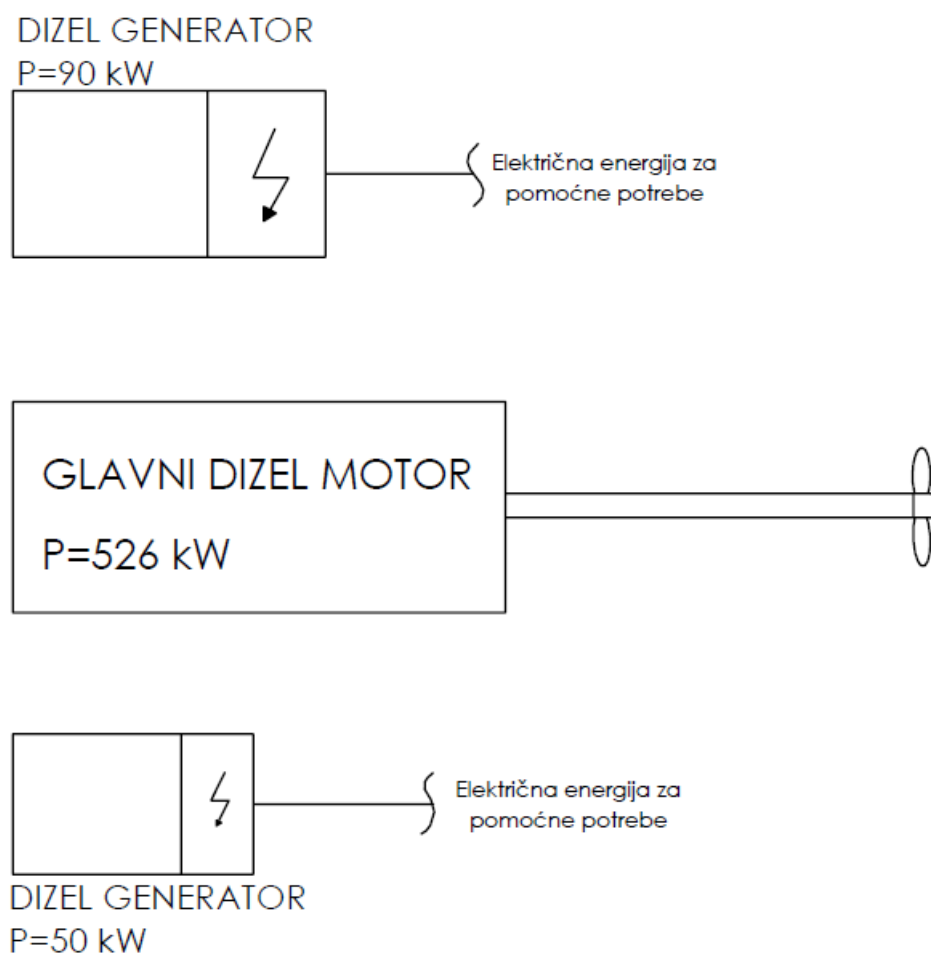 DIZEL GENERATOR
P=90 kW
Električna energija za
pomoćne potrebe
GLAVNI DIZEL MOTOR
P=526 kW
Električna energija za
pomoćne potrebe
DIZEL GENERATOR
P=50 kW